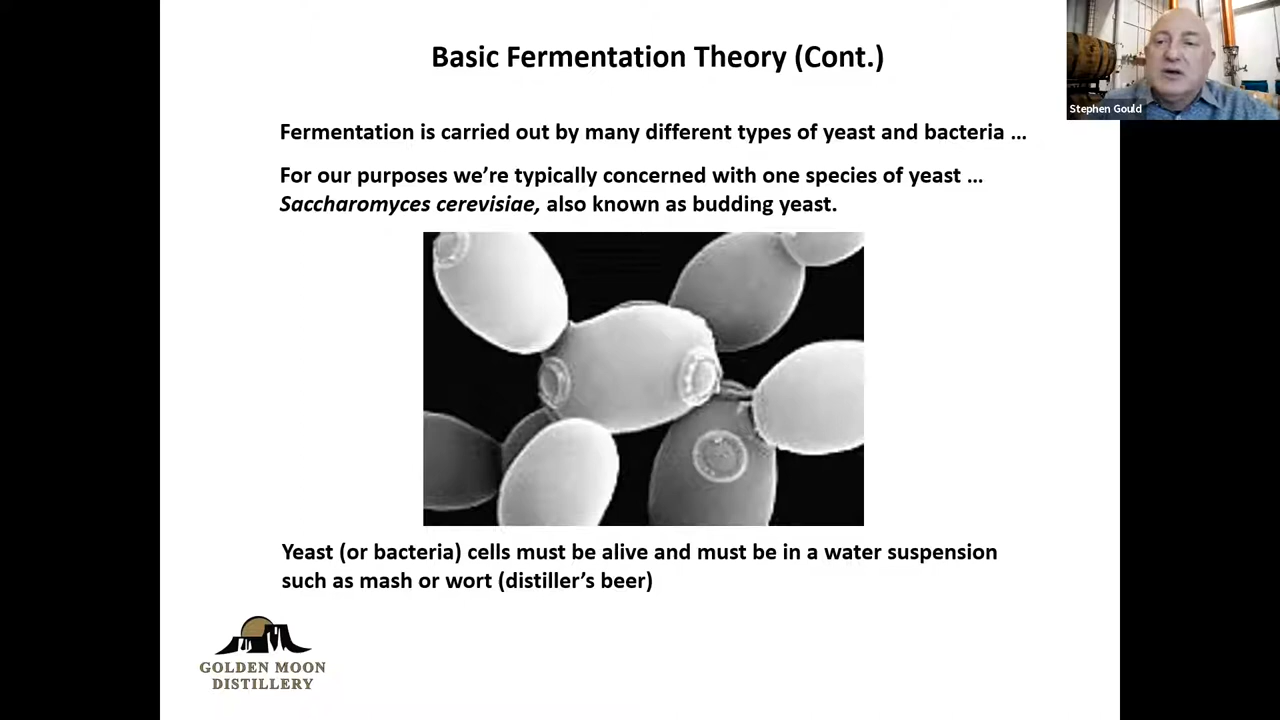 Basic Fermentation Theory (Cont.)
Stephen Gould
Fermentation is carried out by many different types of yeast and bacteria …
For our purposes we’re typically concerned with one species of yeast …
Saccharomyces cerevisiae, also known as budding yeast.
Yeast (or bacteria) cells must be alive and must be in a water suspension
such as mash or wort (distiller’s beer)
GOLDEN MOON
DISTILLERY